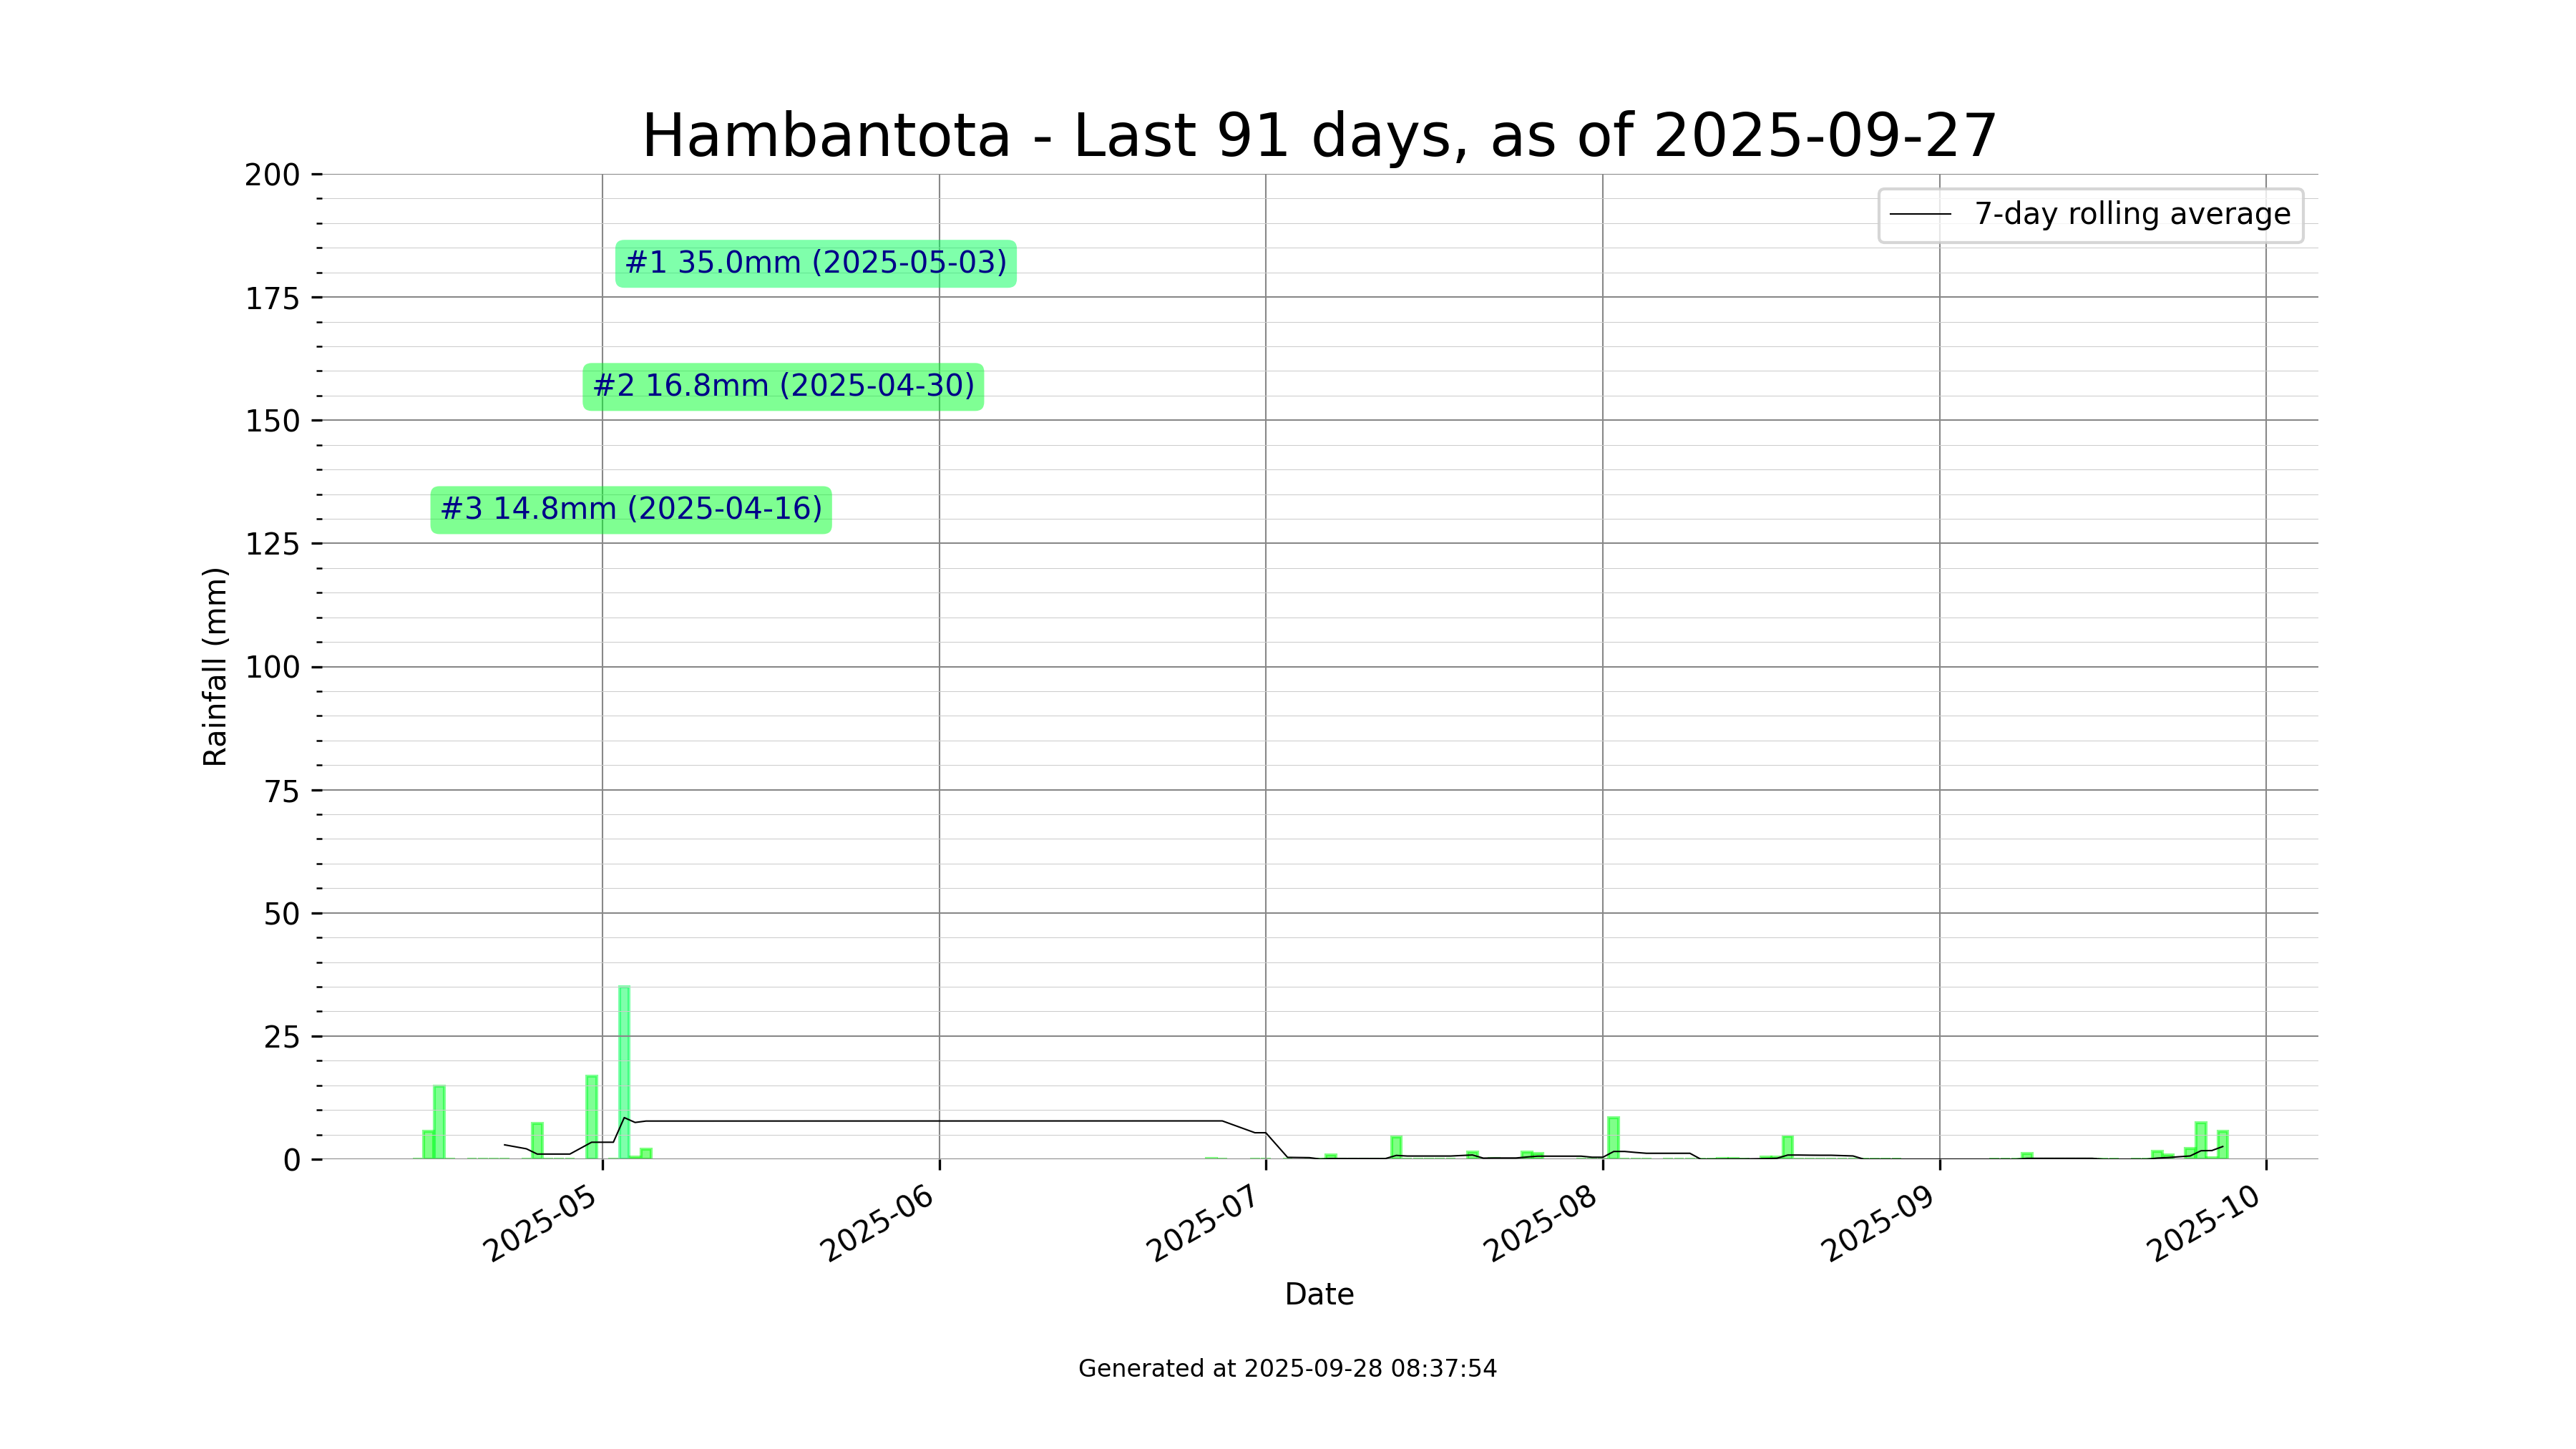 Hambantota - Last 91 days, as of 2025-09-27
200
175
150
125
100
75
50
25
0
Rainfall (mm)
7-day rolling average
#1 35.0mm (2025-05-03)
#2 16.8mm (2025-04-30)
#3 14.8mm (2025-04-16)
2025-05
2025-06
2025-07
2025-08
2025-09
2025-10
Date
Generated at 2025-09-28 08:37:54